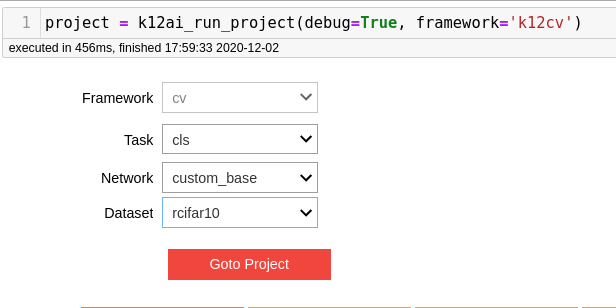 1 project = k12ai_run_project(debug=True, framework='k12cv')
executed in 456ms, finished 17:59:33 2020-12-02
Framework cv
Task cls
Network custom_base
Dataset rcifar10
Goto Project